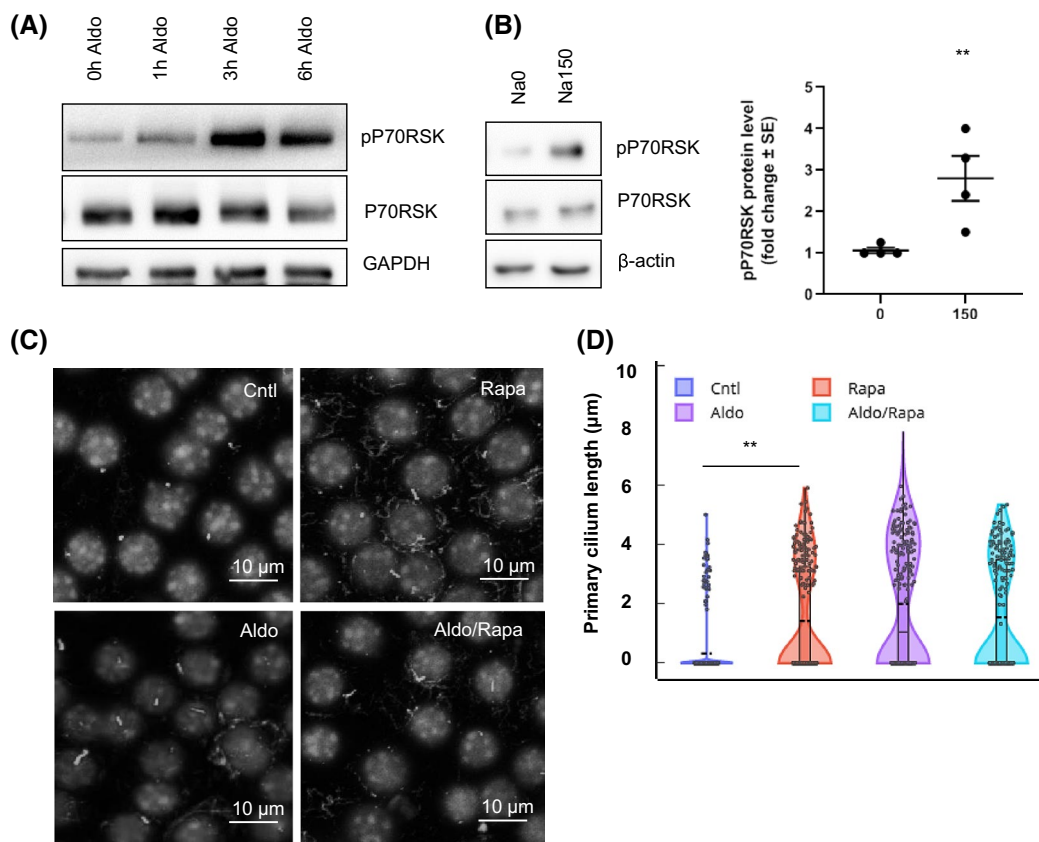 (A)
0h Aldo
1h Aldo
3h Aldo
6h Aldo
pP70RSK
P70RSK
GAPDH
(B)
Na0
Na150
pP70RSK
P70RSK
β-actin
**
pP70RSK protein level
(fold change ± SE)
5
4
3
2
1
0
0
150
(C)
Cntl
10 µm
Rapa
10 µm
Aldo
10 µm
Aldo/Rapa
10 µm
(D)
Primary cilium length (µm)
10
8
6
4
2
0
Cntl
Rapa
Aldo
Aldo/Rapa
**